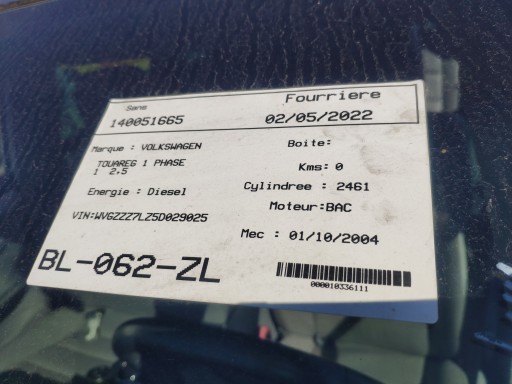 Sans Fourriere
140051665 02/05/2022
Marque : VOLKSWAGEN Boite:
TOUAREG 1 PHASE
1 2.5 Kms: 0
Energie : Diesel Cylindree : 2461
Moteur:BAC
VIN:WVGZZZ7LZ5D029025
Mec : 01/10/2004
BL-062-ZL
000010336111